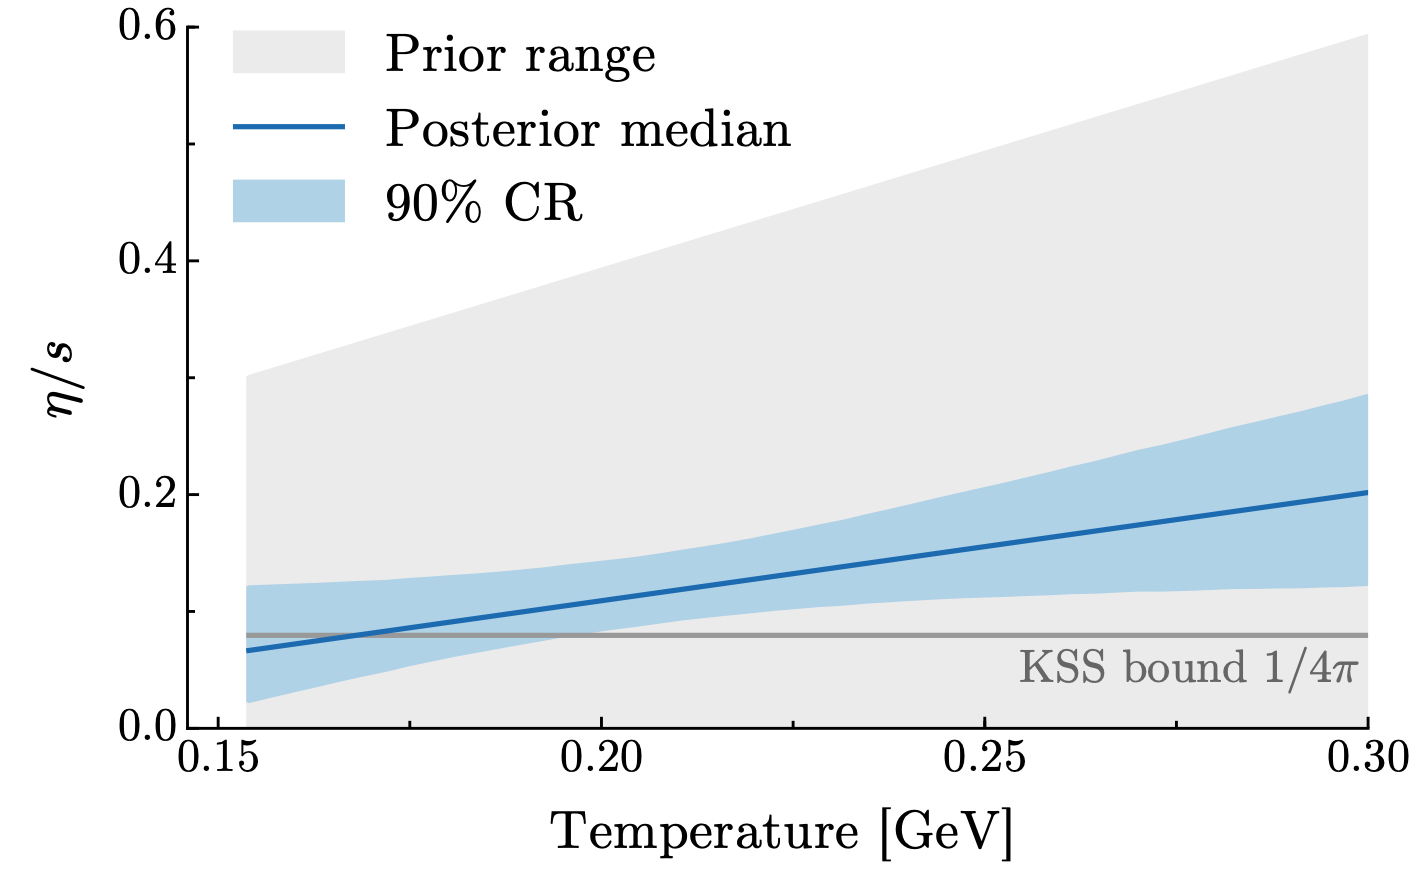 0.6
Prior range
Posterior median
90% CR
0.4
η/s
0.2
KSS bound 1/4π
0.0
0.15 0.20 0.25 0.30
Temperature [GeV]